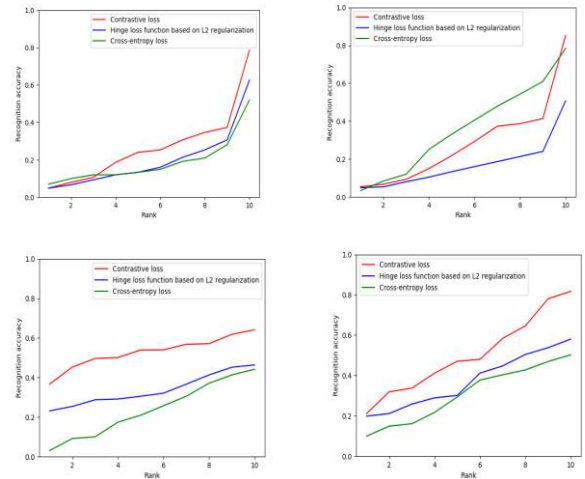 1.0
0.8
0.6
0.4
0.2
0.0
Recognition accuracy
Contrastive loss
Hinge loss function based on L2 regularization
Cross-entropy loss
2 4 6 8 10
Rank
1.0
0.8
0.6
0.4
0.2
0.0
Recognition accuracy
Contrastive loss
Hinge loss function based on L2 regularization
Cross-entropy loss
2 4 6 8 10
Rank
1.0
0.8
0.6
0.4
0.2
0.0
Recognition accuracy
Contrastive loss
Hinge loss function based on L2 regularization
Cross-entropy loss
2 4 6 8 10
Rank
1.0
0.8
0.6
0.4
0.2
0.0
Recognition accuracy
Contrastive loss
Hinge loss function based on L2 regularization
Cross-entropy loss
2 4 6 8 10
Rank